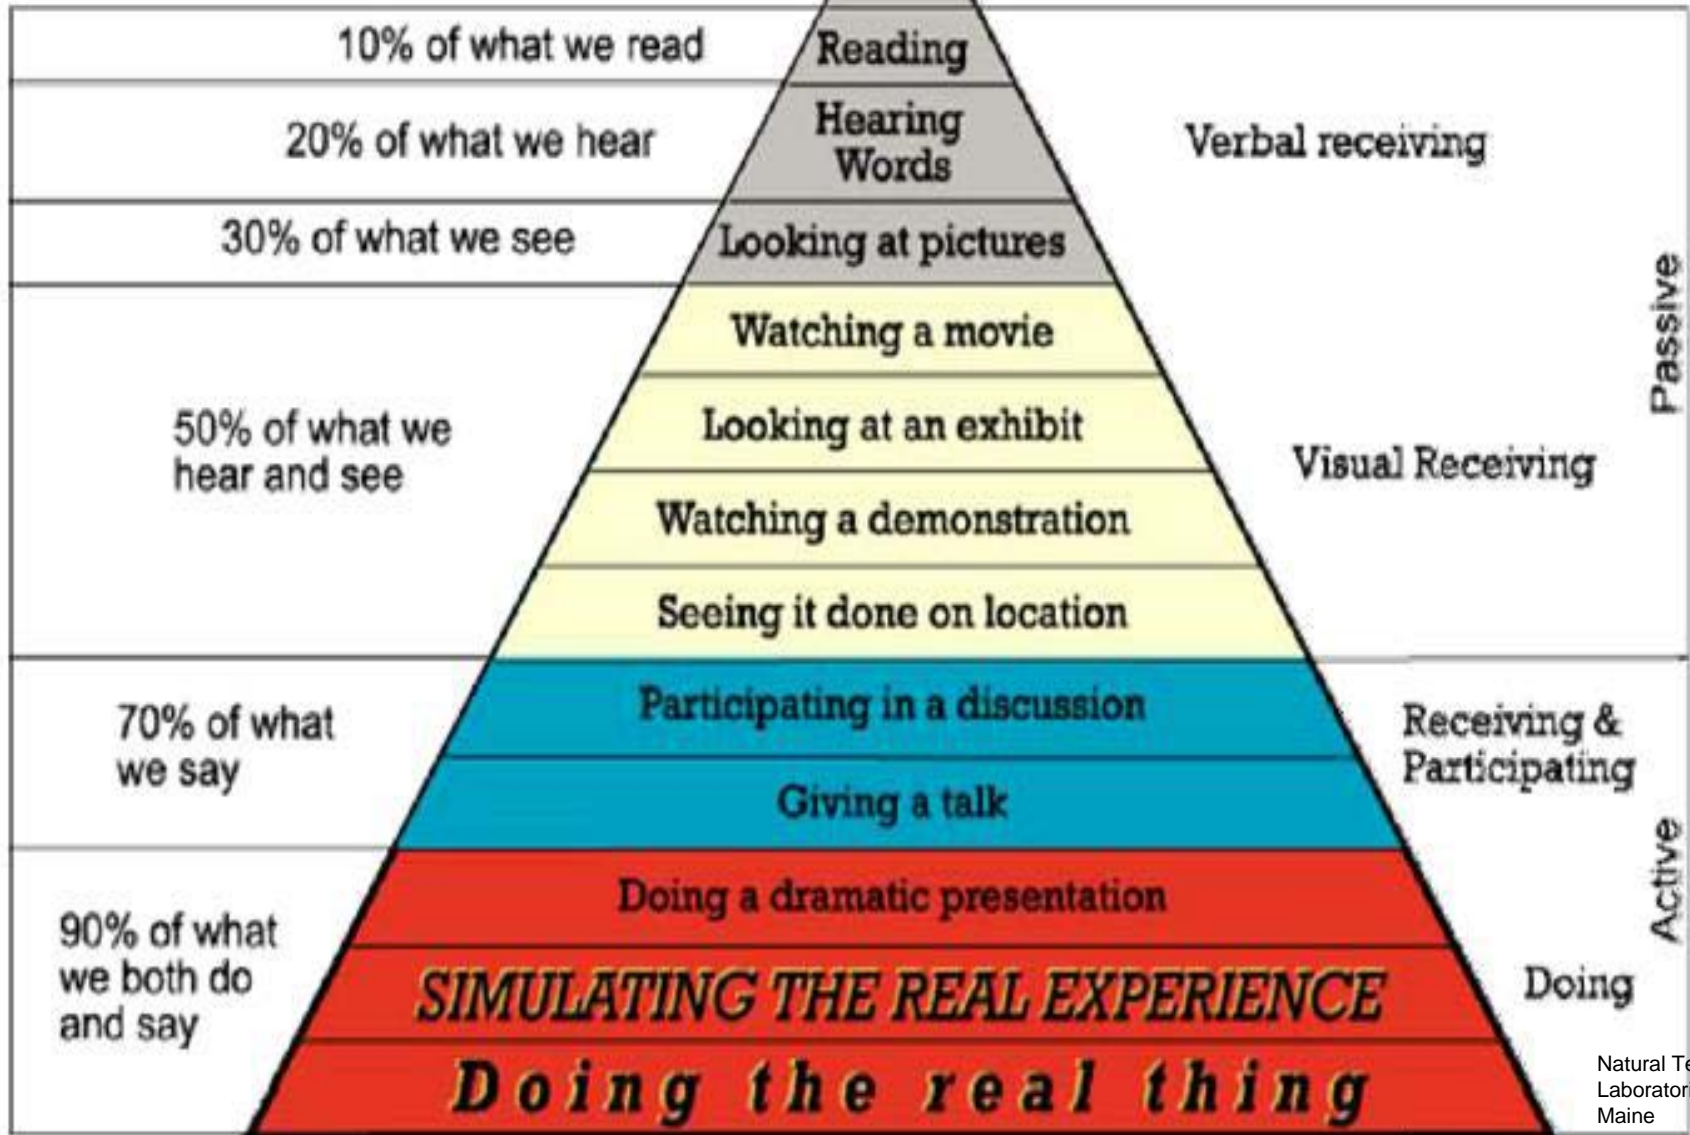 10% of what we read
Reading
20% of what we hear
Hearing
Words
Verbal receiving
30% of what we see
Looking at pictures
Passive
Watching a movie
50% of what we
hear and see
Looking at an exhibit
Visual Receiving
Watching a demonstration
Seeing it done on location
70% of what
we say
Participating in a discussion
Receiving &
Participating
Giving a talk
Active
90% of what
we both do
and say
Doing a dramatic presentation
SIMULATING THE REAL EXPERIENCE
Doing
Doing the real thing
Natural
Maine